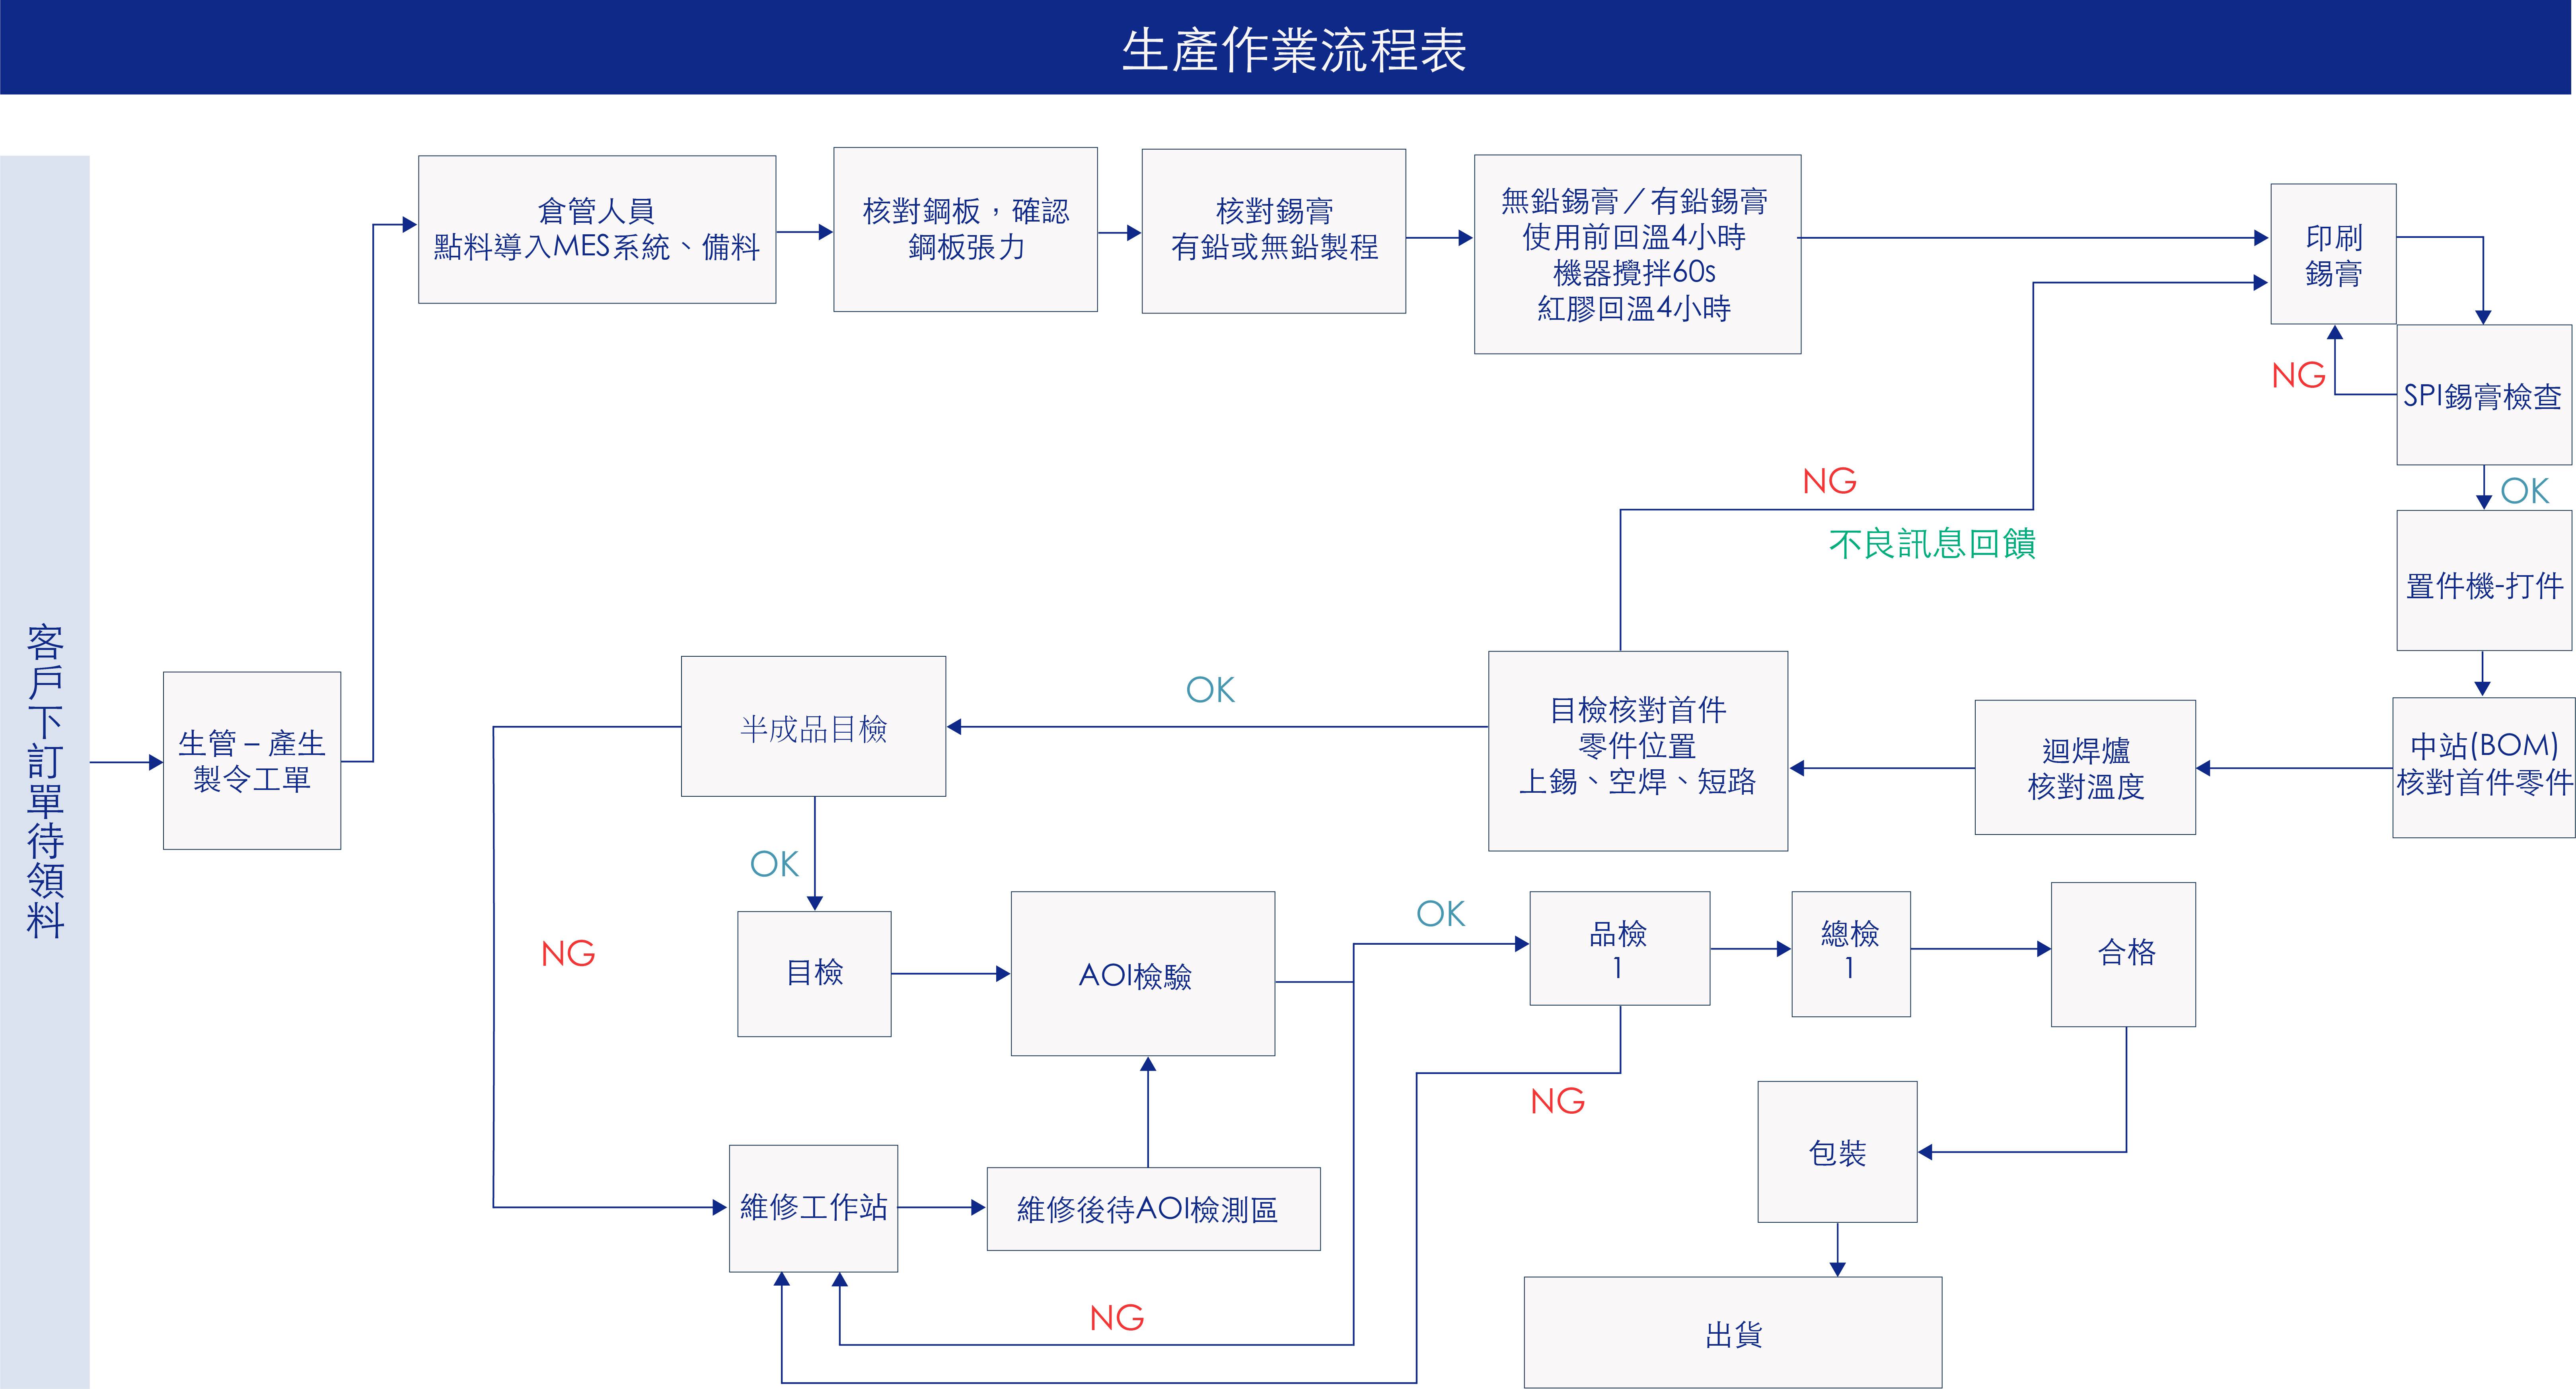 生產作業流程表
客戶下訂單待領料
生管 – 產生
製令工單
倉管人員
點料導入MES系統、備料
核對鋼板，確認
鋼板張力
核對錫膏
有鉛或無鉛製程
無鉛錫膏／有鉛錫膏
使用前回溫4小時
機器攪拌60s
紅膠回溫4小時
印刷
錫膏
NG
SPI錫膏檢查
OK
置件機-打件
中站(BOM)
核對首件零件
迴焊爐
核對溫度
目檢核對首件
零件位置
上錫、空焊、短路
NG
不良訊息回饋
OK
半成品目檢
OK
NG
目檢
AOI檢驗
維修工作站
維修後待AOI檢測區
NG
OK
品檢
1
NG
總檢
1
合格
包裝
出貨